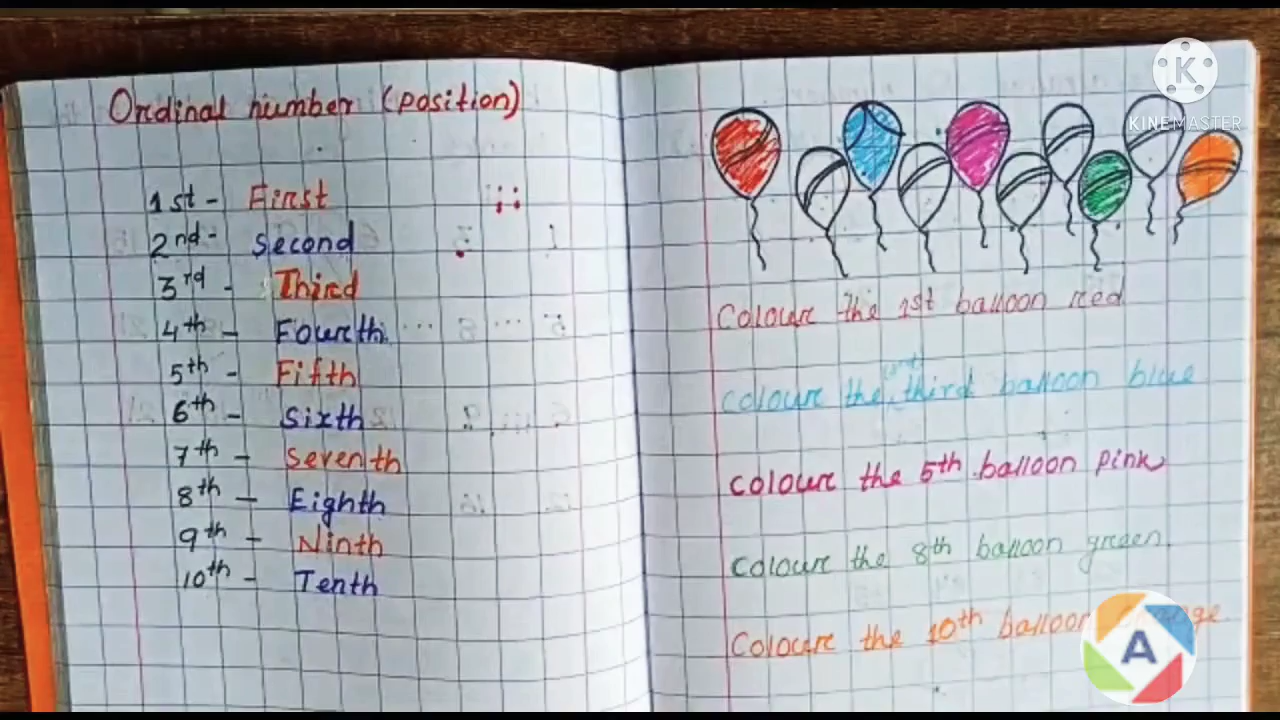 Ordinal number (position)
1st - First
2nd - Second
3rd - Third
4th - Fourth
5th - Fifth
6th - Sixth
7th - Seventh
8th - Eighth
9th - Ninth
10th - Tenth
K
KINEMASTER
Colour the 1st balloon red
Colour the third balloon blue
Colour the 5th balloon pink
Colour the 8th balloon green
Colour the 10th balloon orange
A